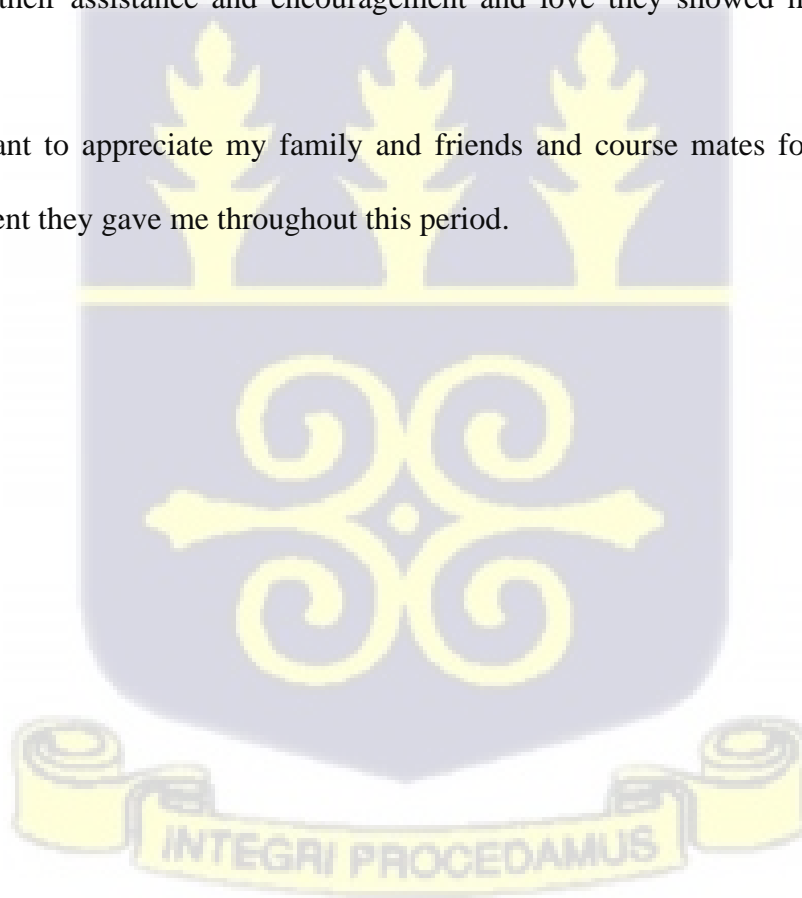 their assistance and encouragement and love they showed
ant to appreciate my family and friends and course mates fo
ent they gave me throughout this period.
INTEGRI PROCEDAMUS